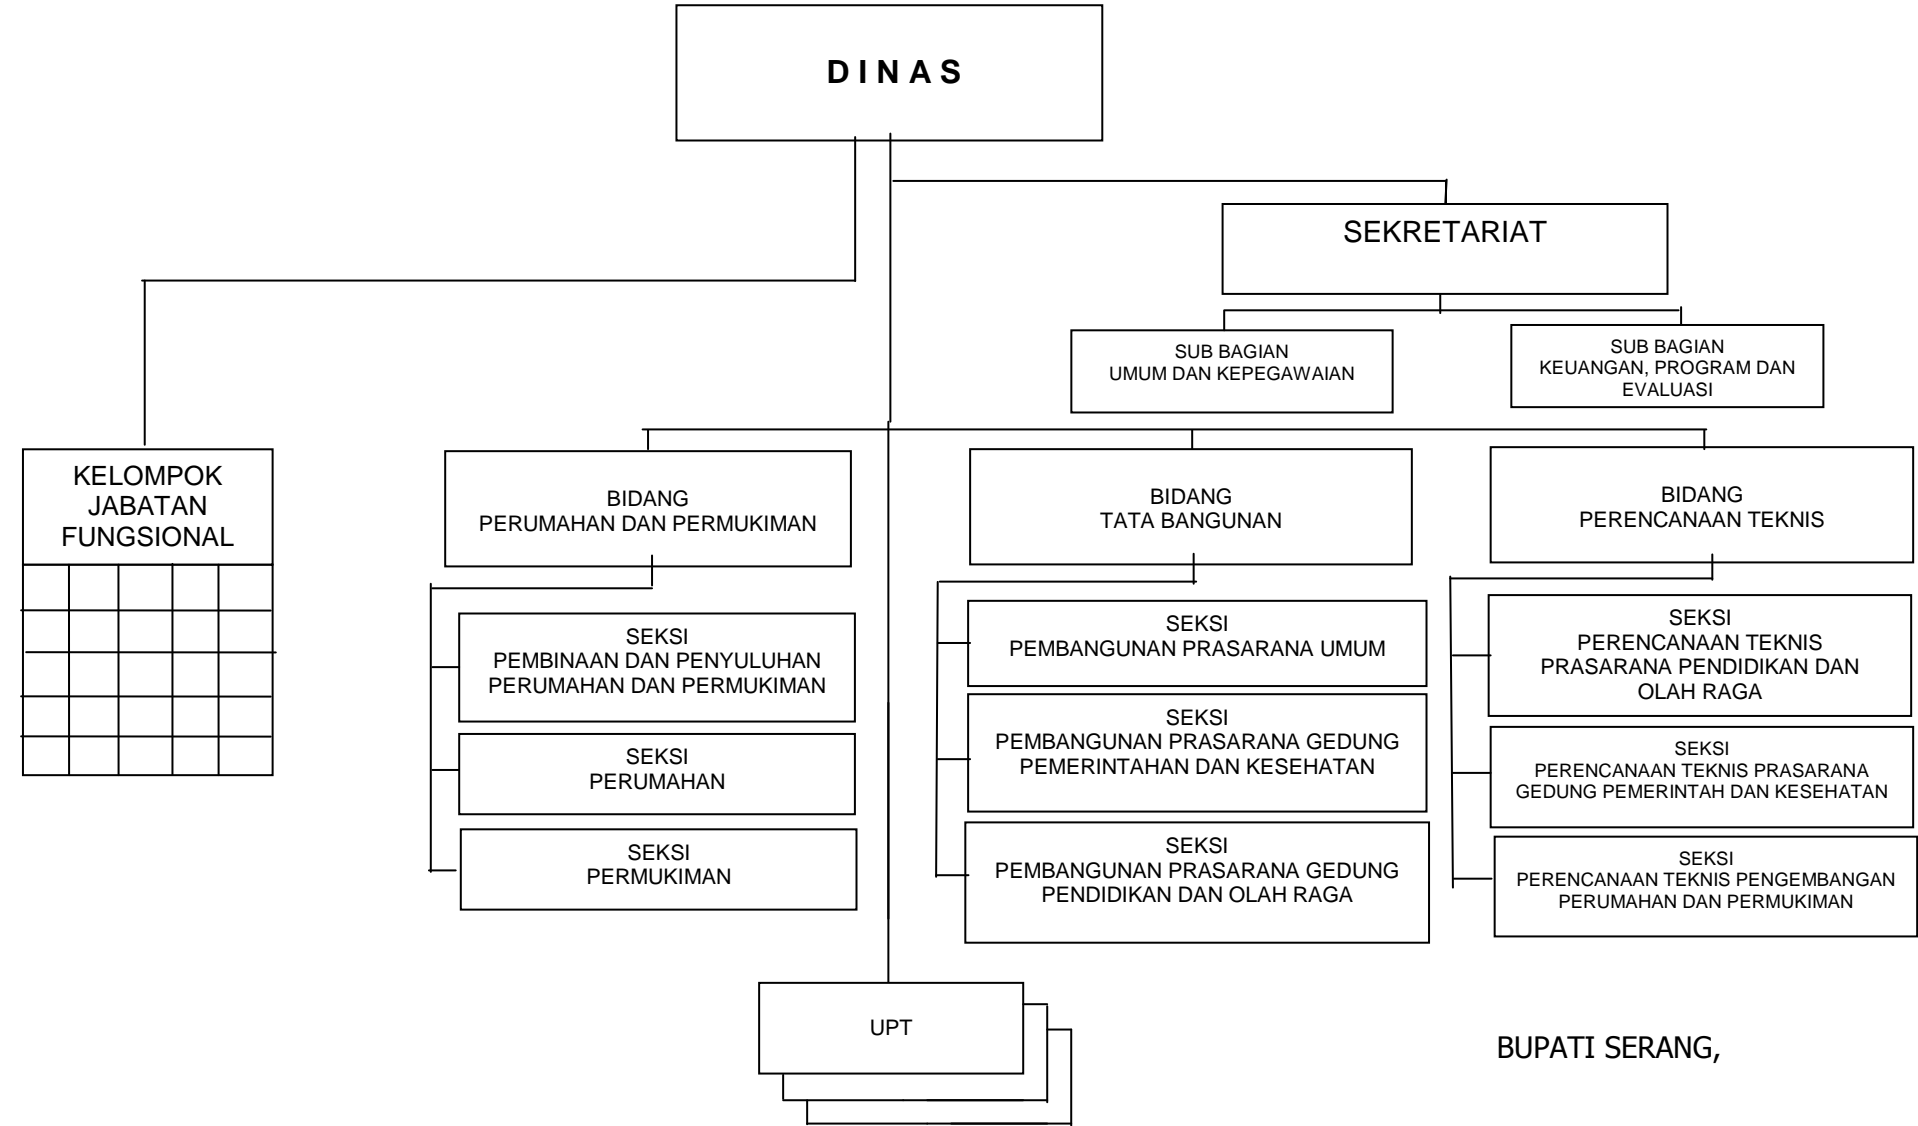 D I N A S
SEKRETARIAT
SUB BAGIAN
UMUM DAN KEPEGAWAIAN
SUB BAGIAN
KEUANGAN, PROGRAM DAN
EVALUASI
KELOMPOK
JABATAN
FUNGSIONAL
BIDANG
PERUMAHAN DAN PERMUKIMAN
BIDANG
TATA BANGUNAN
BIDANG
PERENCANAAN TEKNIS
SEKSI
PEMBINAAN DAN PENYULUHAN
PERUMAHAN DAN PERMUKIMAN
SEKSI
PERUMAHAN
SEKSI
PERMUKIMAN
SEKSI
PEMBANGUNAN PRASARANA UMUM
SEKSI
PEMBANGUNAN PRASARANA GEDUNG
PEMERINTAHAN DAN KESEHATAN
SEKSI
PEMBANGUNAN PRASARANA GEDUNG
PENDIDIKAN DAN OLAH RAGA
SEKSI
PERENCANAAN TEKNIS
PRASARANA PENDIDIKAN DAN
OLAH RAGA
SEKSI
PERENCANAAN TEKNIS PRASARANA
GEDUNG PEMERINTAH DAN KESEHATAN
SEKSI
PERENCANAAN TEKNIS PENGEMBANGAN
PERUMAHAN DAN PERMUKIMAN
UPT
BUPATI SERANG,